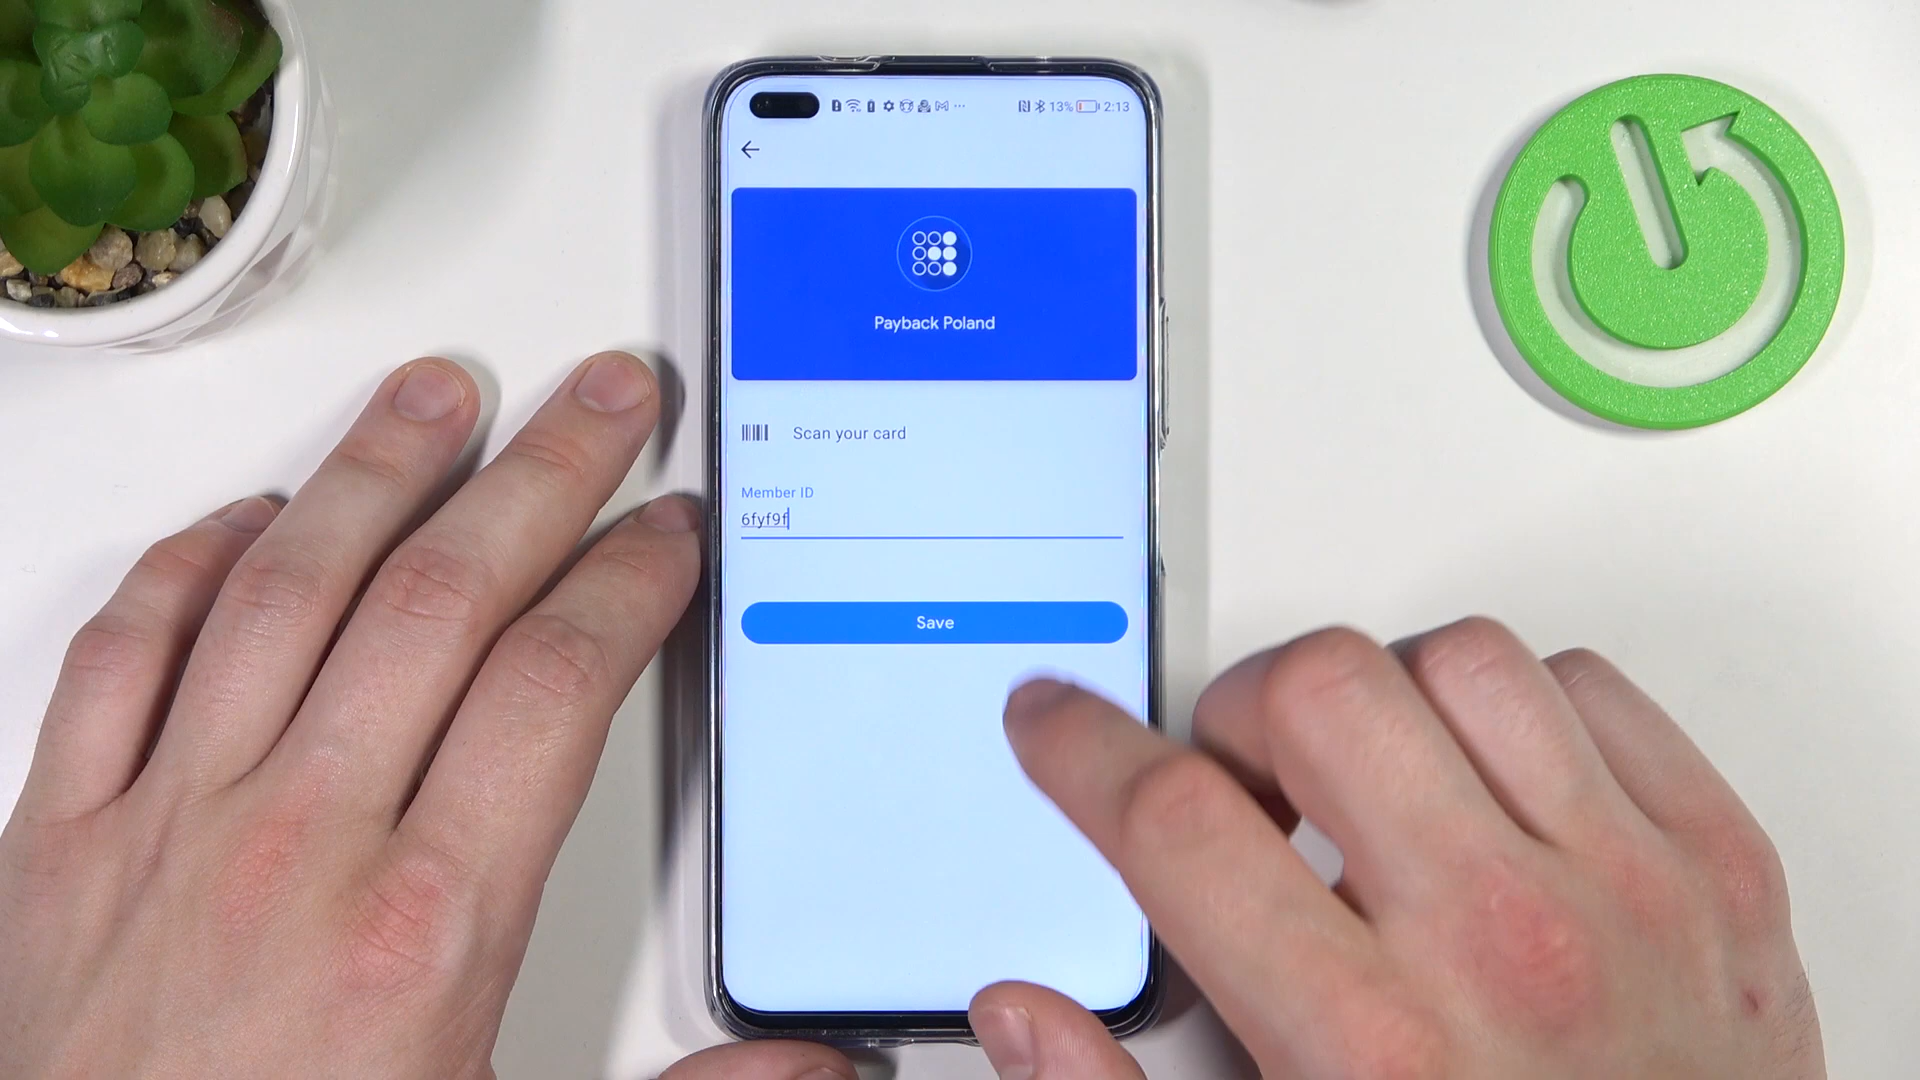 13% 2:13
Payback Poland
Scan your card
Member ID
6fyf9f
Save